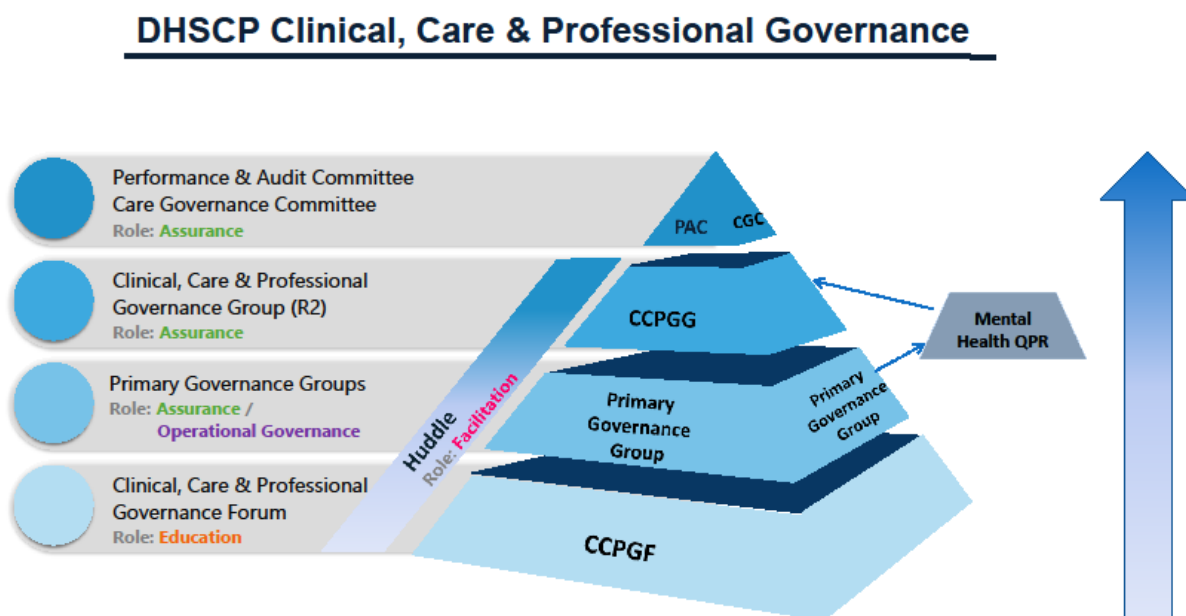 DHSCP Clinical, Care & Professional Governance
Performance & Audit Committee
Care Governance Committee
Role: Assurance
Clinical, Care & Professional
Governance Group (R2)
Role: Assurance
Primary Governance Groups
Role: Assurance /
Operational Governance
Clinical, Care & Professional
Governance Forum
Role: Education
Huddle
Role: Facilitation
PAC
CGC
CCPGG
Primary
Governance
Group
Primary
Governance
Group
CCPGF
Mental
Health QPR